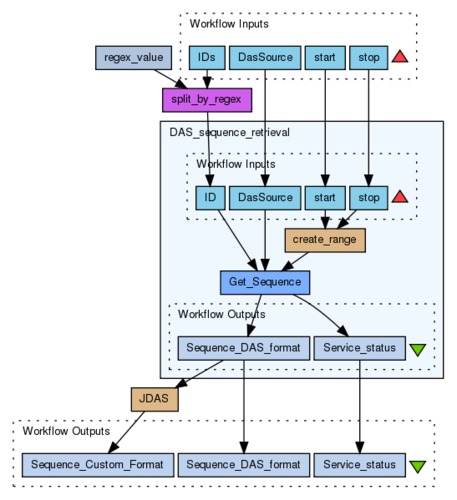 Workflow Inputs
regex_value
IDs
DasSource
start
stop
split_by_regex
DAS_sequence_retrieval
Workflow Inputs
ID
DasSource
start
stop
create_range
Get_Sequence
Workflow Outputs
Sequence_DAS_format
Service_status
JDAS
Workflow Outputs
Sequence_Custom_Format
Sequence_DAS_format
Service_status